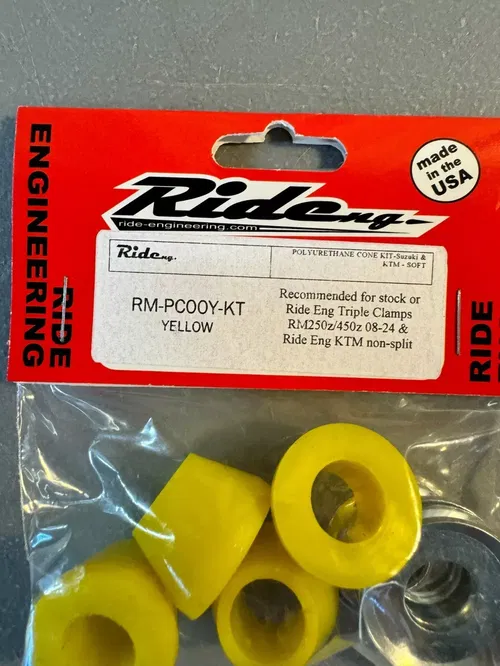 ENGINEERING
RIDE
Ride Eng.
ride-engineering.com
made
in the
USA
Ride Eng.
POLYURETHANE CONE KIT-Suzuki &
KTM - SOFT
RM-PC00Y-KT
YELLOW
Recommended for stock or
Ride Eng Triple Clamps
RM250z/450z 08-24 &
Ride Eng KTM non-split
RIDE